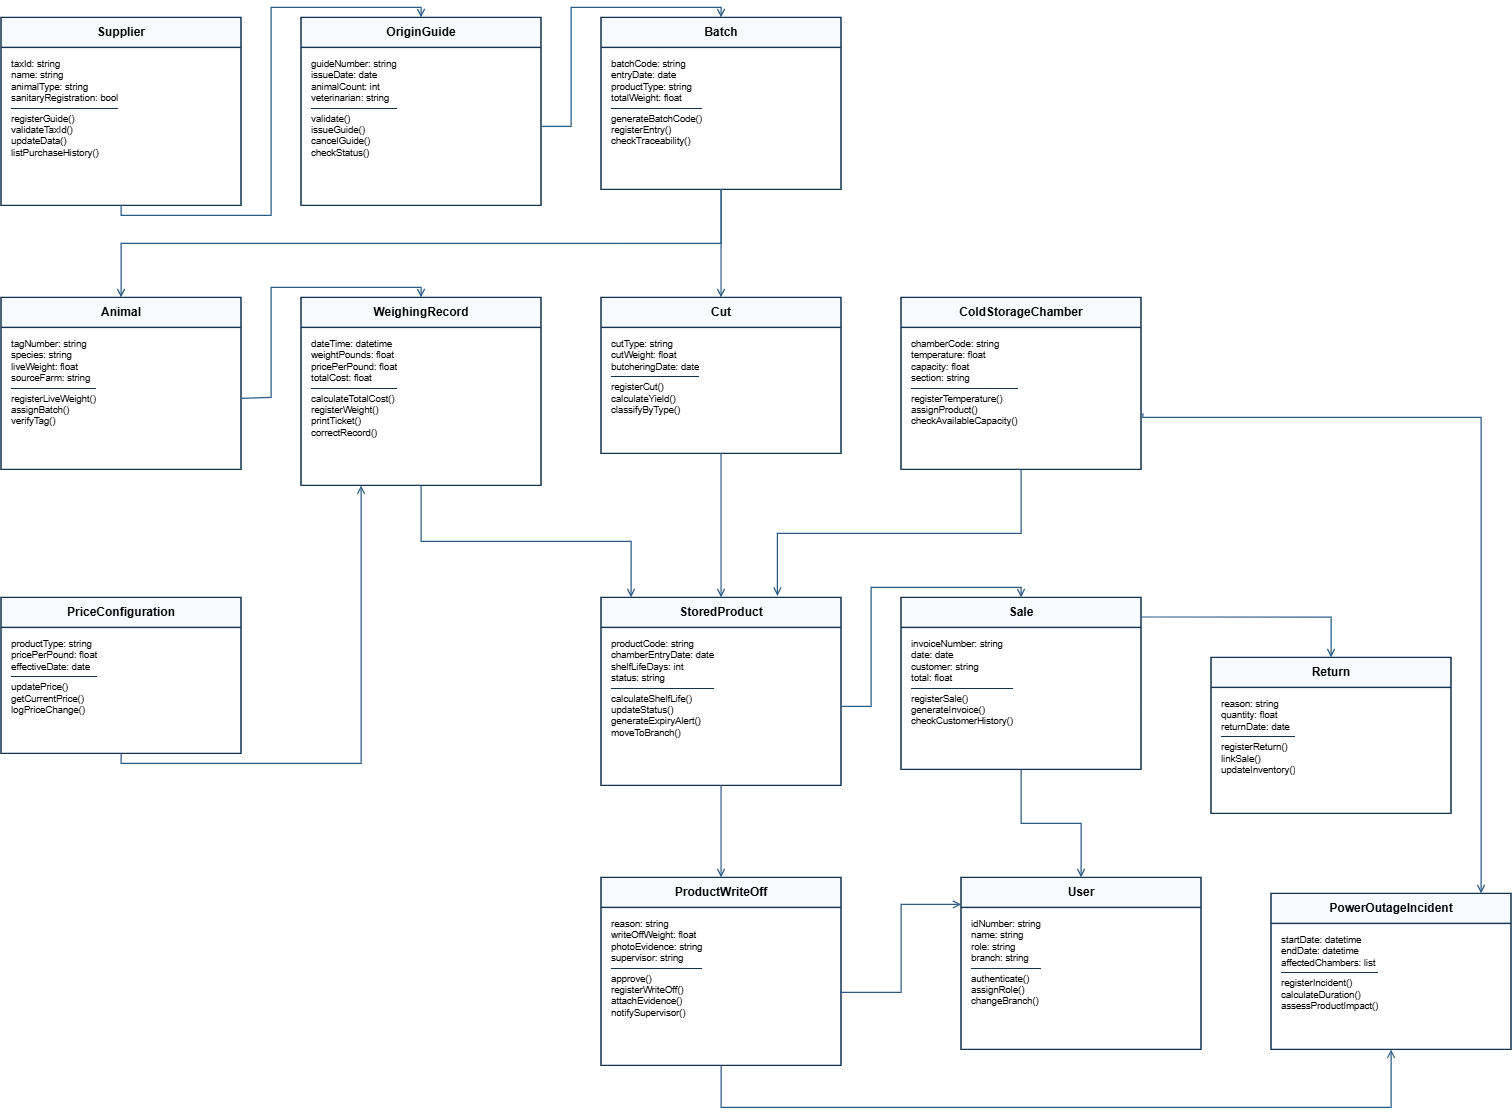 Supplier
taxId: string
name: string
animalType: string
sanitaryRegistration: bool
registerGuide()
validateTaxId()
updateData()
listPurchaseHistory()
OriginGuide
guideNumber: string
issueDate: date
animalCount: int
veterinarian: string
validate()
issueGuide()
cancelGuide()
checkStatus()
Batch
batchCode: string
entryDate: date
productType: string
totalWeight: float
generateBatchCode()
registerEntry()
checkTraceability()
Animal
tagNumber: string
species: string
liveWeight: float
sourceFarm: string
registerLiveWeight()
assignBatch()
verifyTag()
WeighingRecord
dateTime: datetime
weightPounds: float
pricePerPound: float
totalCost: float
calculateTotalCost()
registerWeight()
printTicket()
correctRecord()
Cut
cutType: string
cutWeight: float
butcheringDate: date
registerCut()
calculateYield()
classifyByType()
ColdStorageChamber
chamberCode: string
temperature: float
capacity: float
section: string
registerTemperature()
assignProduct()
checkAvailableCapacity()
PriceConfiguration
productType: string
pricePerPound: float
effectiveDate: date
updatePrice()
getCurrentPrice()
logPriceChange()
StoredProduct
productCode: string
chamberEntryDate: date
shelfLifeDays: int
status: string
calculateShelfLife()
updateStatus()
generateExpiryAlert()
moveToBranch()
Sale
invoiceNumber: string
date: date
customer: string
total: float
registerSale()
generateInvoice()
checkCustomerHistory()
Return
reason: string
quantity: float
returnDate: date
registerReturn()
linkSale()
updateInventory()
ProductWriteOff
reason: string
writeOffWeight: float
photoEvidence: string
supervisor: string
approve()
registerWriteOff()
attachEvidence()
notifySupervisor()
User
idNumber: string
name: string
role: string
branch: string
authenticate()
assignRole()
changeBranch()
PowerOutageIncident
startDate: datetime
endDate: datetime
affectedChambers: list
registerIncident()
calculateDuration()
assessProductImpact()